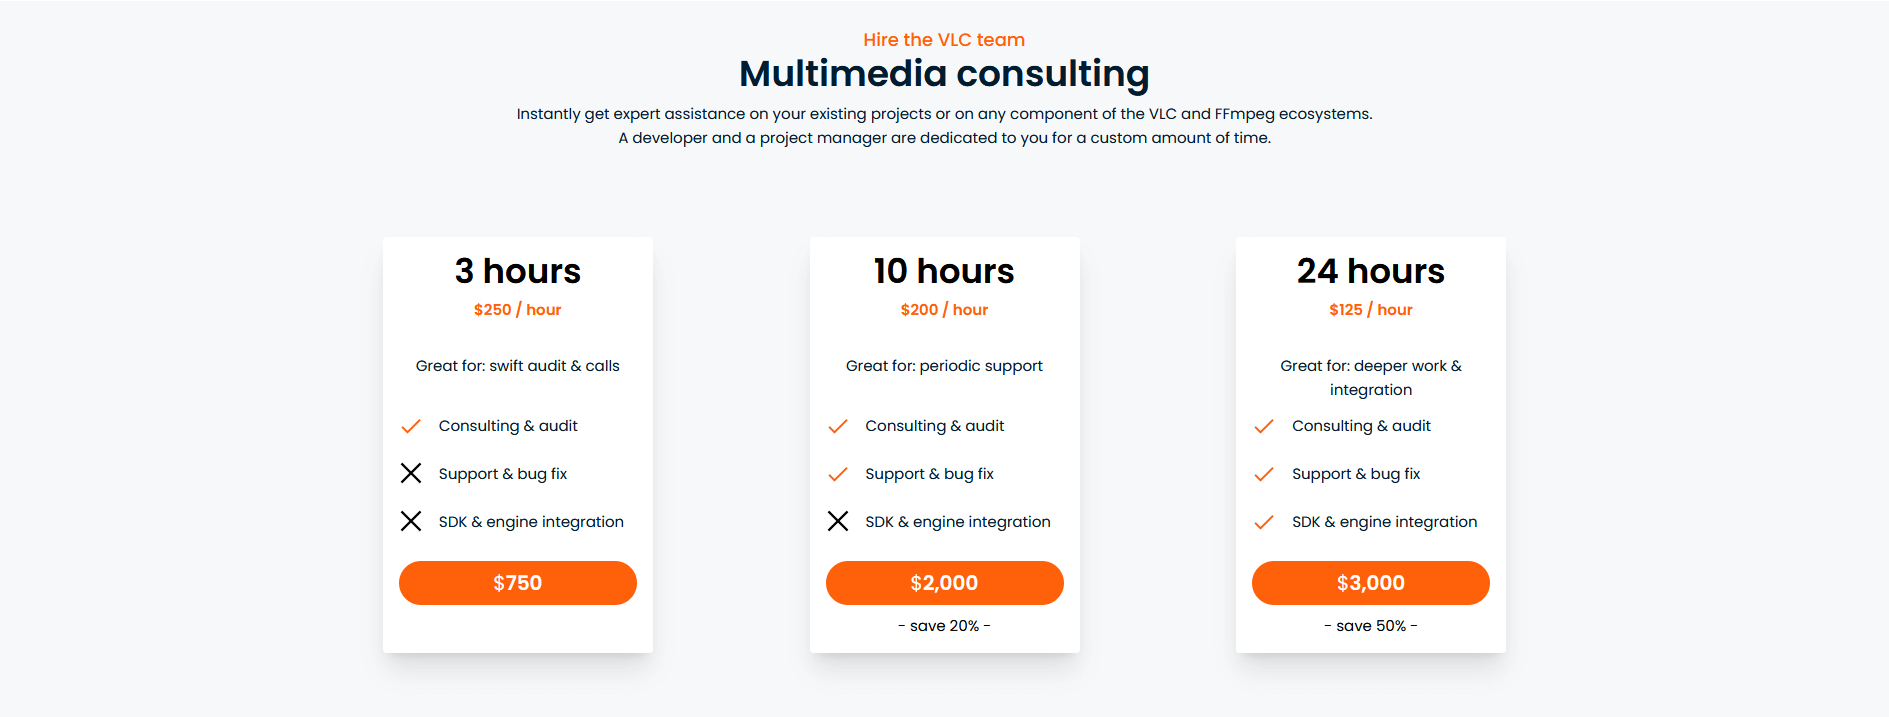 Hire the VLC team
Multimedia consulting
Instantly get expert assistance on your existing projects or on any component of the VLC and FFmpeg ecosystems.
A developer and a project manager are dedicated to you for a custom amount of time.
3 hours
$250 / hour
Great for: swift audit & calls
Consulting & audit
Support & bug fix
SDK & engine integration
$750
10 hours
$200 / hour
Great for: periodic support
Consulting & audit
Support & bug fix
SDK & engine integration
$2,000
- save 20% -
24 hours
$125 / hour
Great for: deeper work &
integration
Consulting & audit
Support & bug fix
SDK & engine integration
$3,000
- save 50% -